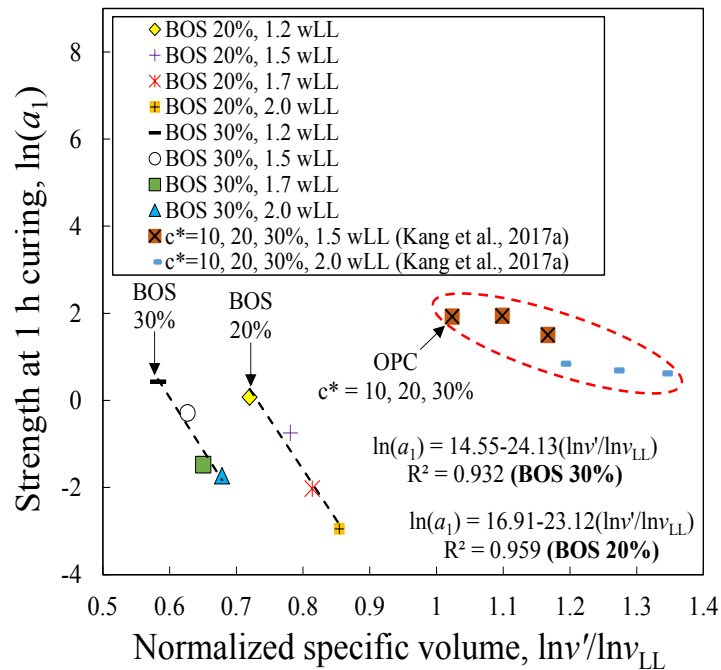 8
6
4
2
0
-2
-4
Strength at 1 h curing, ln(a₁)
BOS 20%, 1.2 wLL
BOS 20%, 1.5 wLL
BOS 20%, 1.7 wLL
BOS 20%, 2.0 wLL
BOS 30%, 1.2 wLL
BOS 30%, 1.5 wLL
BOS 30%, 1.7 wLL
BOS 30%, 2.0 wLL
c*=10, 20, 30%, 1.5 wLL (Kang et al., 2017a)
c*=10, 20, 30%, 2.0 wLL (Kang et al., 2017a)
BOS
30%
BOS
20%
OPC
c* = 10, 20, 30%
ln(a₁) = 14.55-24.13(lnv'/lnv_LL)
R² = 0.932 (BOS 30%)
ln(a₁) = 16.91-23.12(lnv'/lnv_LL)
R² = 0.959 (BOS 20%)
0.5 0.6 0.7 0.8 0.9 1 1.1 1.2 1.3 1.4
Normalized specific volume, lnv'/lnv_LL